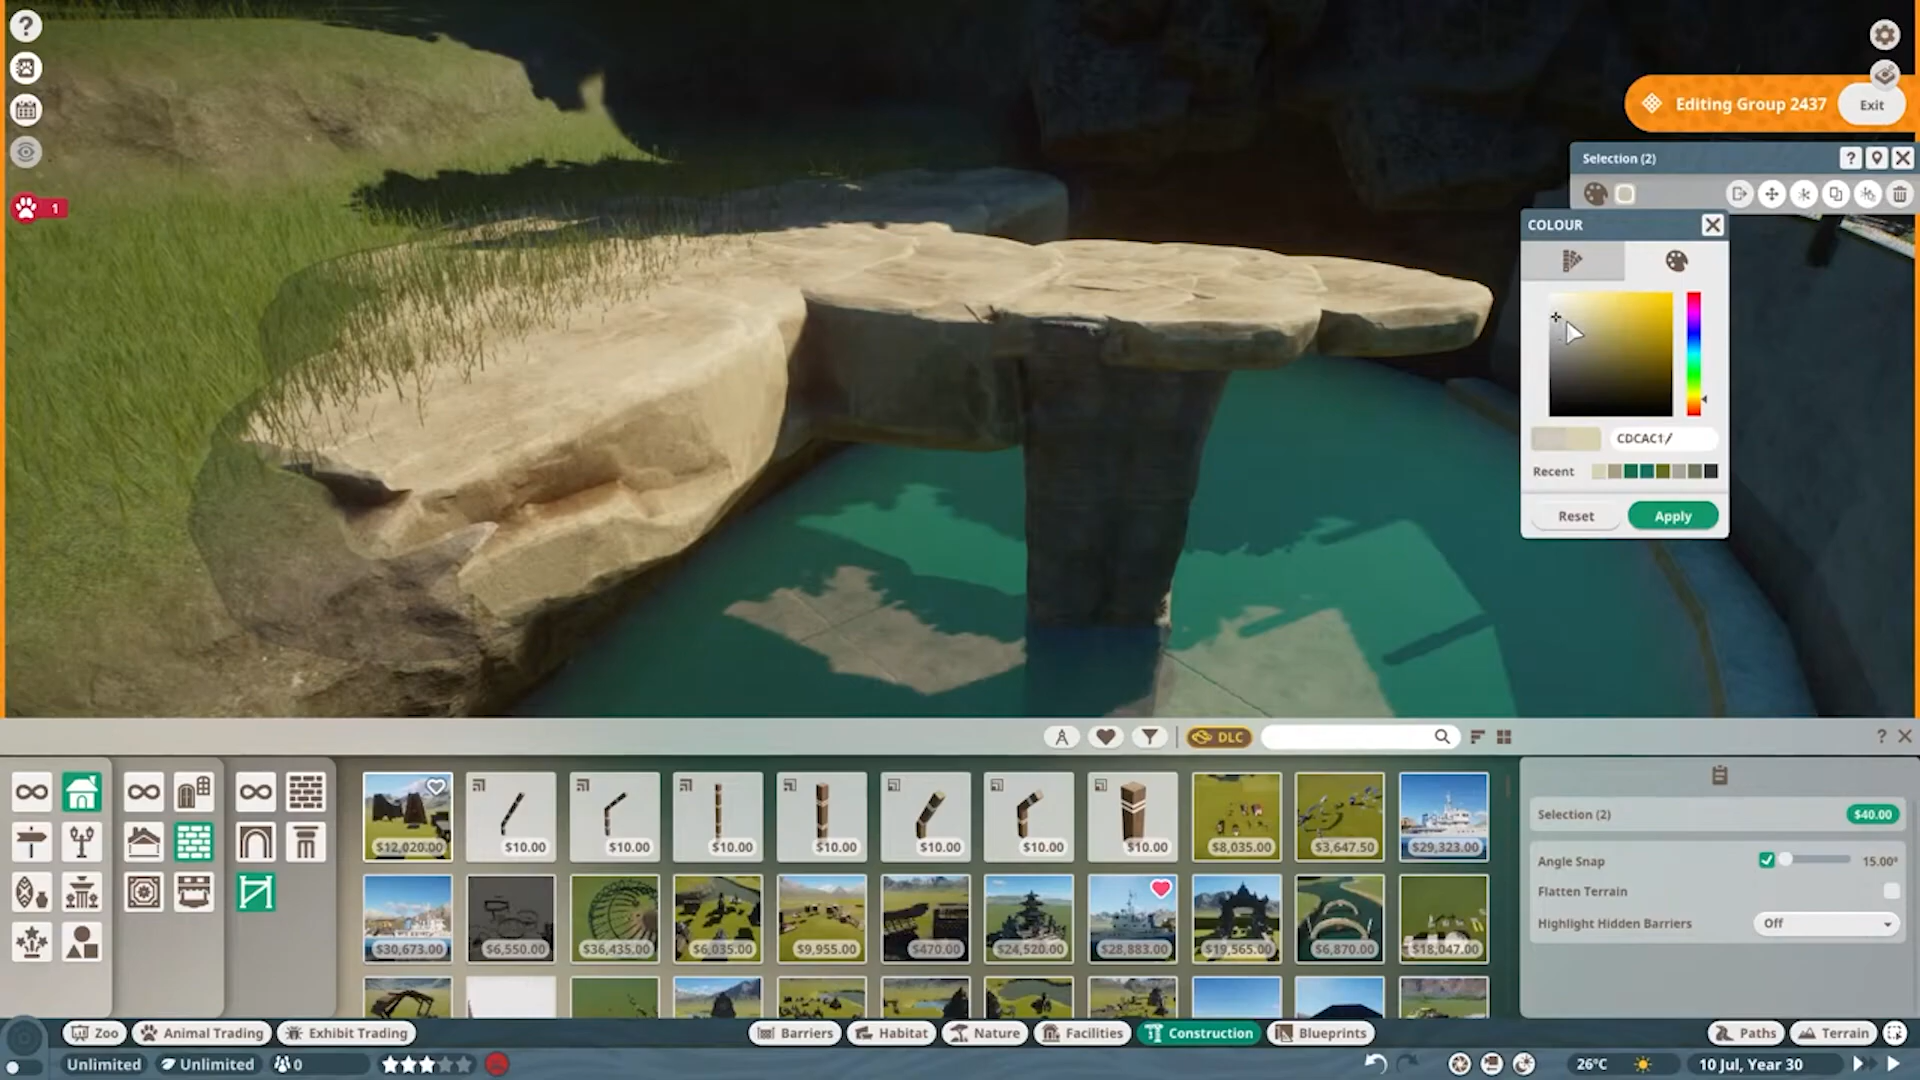 ?
Editing Group 2437
Exit
1
Selection (2)
?
COLOUR
CDCAC1/
Recent
Reset
Apply
DLC
?
$12,020.00
$10.00
$10.00
$10.00
$10.00
$10.00
$10.00
$10.00
$8,035.00
$3,647.50
$29,323.00
$30,673.00
$6,550.00
$36,435.00
$6,035.00
$9,955.00
$470.00
$24,520.00
$28,883.00
$19,565.00
$6,870.00
$18,047.00
Selection (2)
$40.00
Angle Snap
15.00°
Flatten Terrain
Highlight Hidden Barriers
Off
Zoo
Animal Trading
Exhibit Trading
Barriers
Habitat
Nature
Facilities
Construction
Blueprints
Paths
Terrain
Unlimited
Unlimited
0
26°C
10 Jul, Year 30